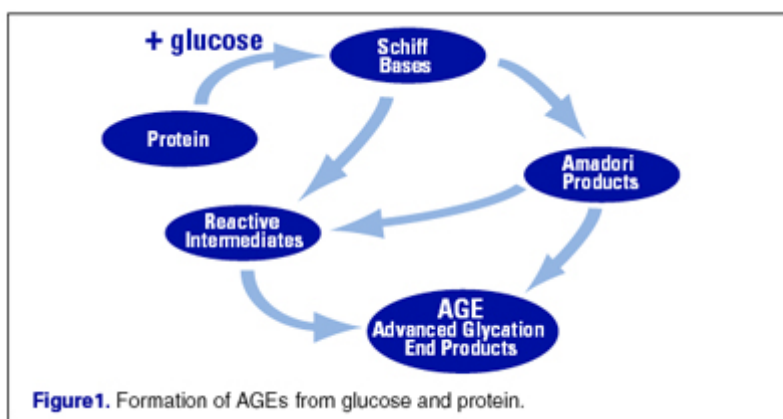 + glucose
Schiff
Bases
Protein
Amadori
Products
Reactive
Intermediates
AGE
Advanced Glycation
End Products
Figure1. Formation of AGEs from glucose and protein.